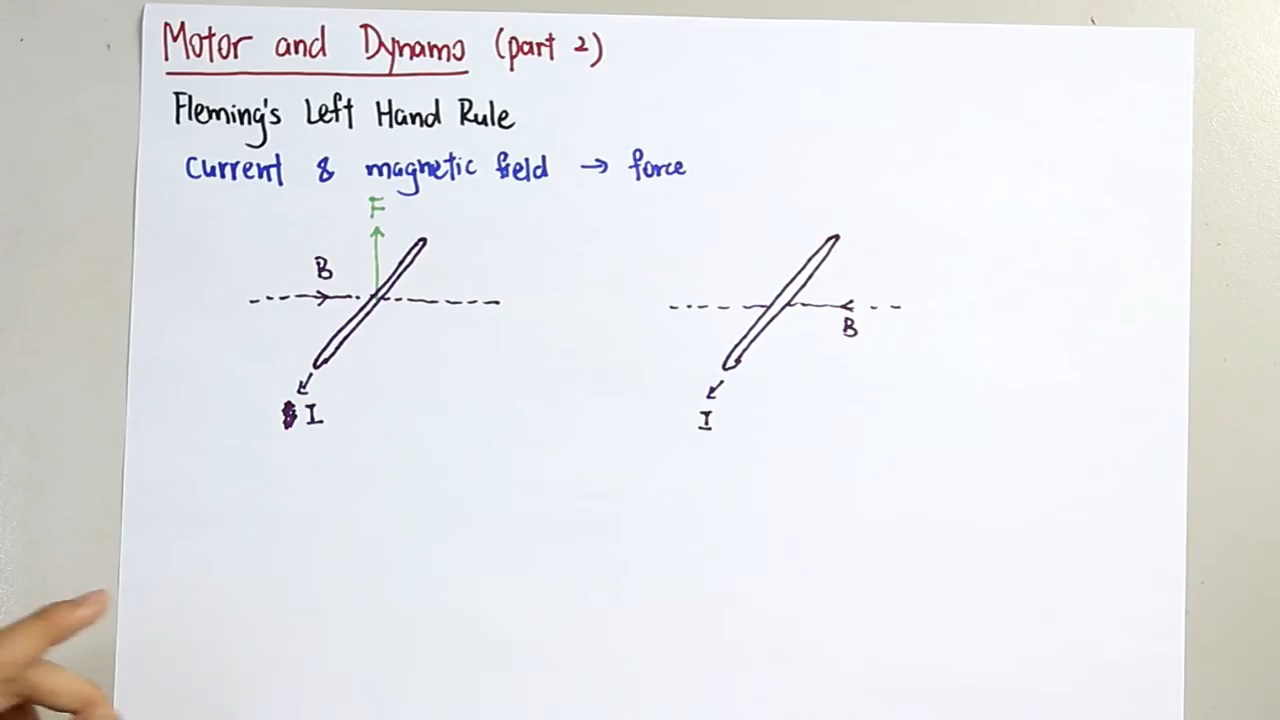 Motor and Dynamo (part 2)
Fleming's Left Hand Rule
Current & magnetic field → force
F
B
B
I
I